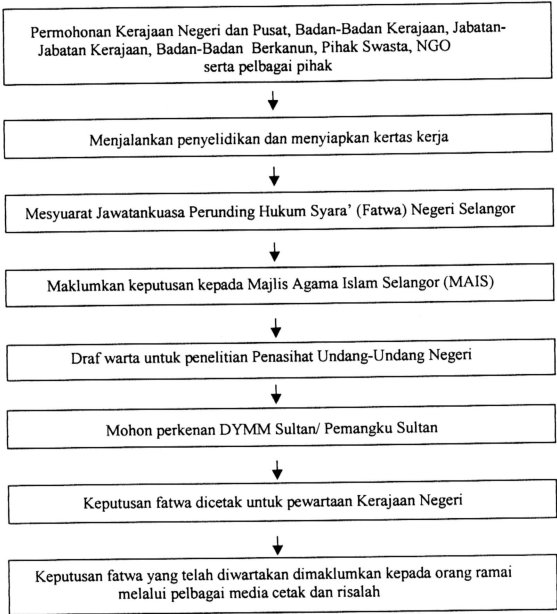 Permohonan Kerajaan Negeri dan Pusat, Badan-Badan Kerajaan, Jabatan-
Jabatan Kerajaan, Badan-Badan Berkanun, Pihak Swasta, NGO
serta pelbagai pihak
Menjalankan penyelidikan dan menyiapkan kertas kerja
Mesyuarat Jawatankuasa Perunding Hukum Syara' (Fatwa) Negeri Selangor
Maklumkan keputusan kepada Majlis Agama Islam Selangor (MAIS)
Draf warta untuk penelitian Penasihat Undang-Undang Negeri
Mohon perkenan DYMM Sultan/ Pemangku Sultan
Keputusan fatwa dicetak untuk pewartaan Kerajaan Negeri
Keputusan fatwa yang telah diwartakan dimaklumkan kepada orang ramai
melalui pelbagai media cetak dan risalah